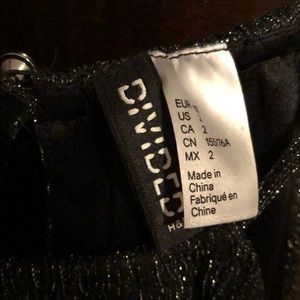 DIVIDED
H&
EUR
US
CA 2
CN 155/76A
MX 2
Made in
China
Fabriqué en
Chine